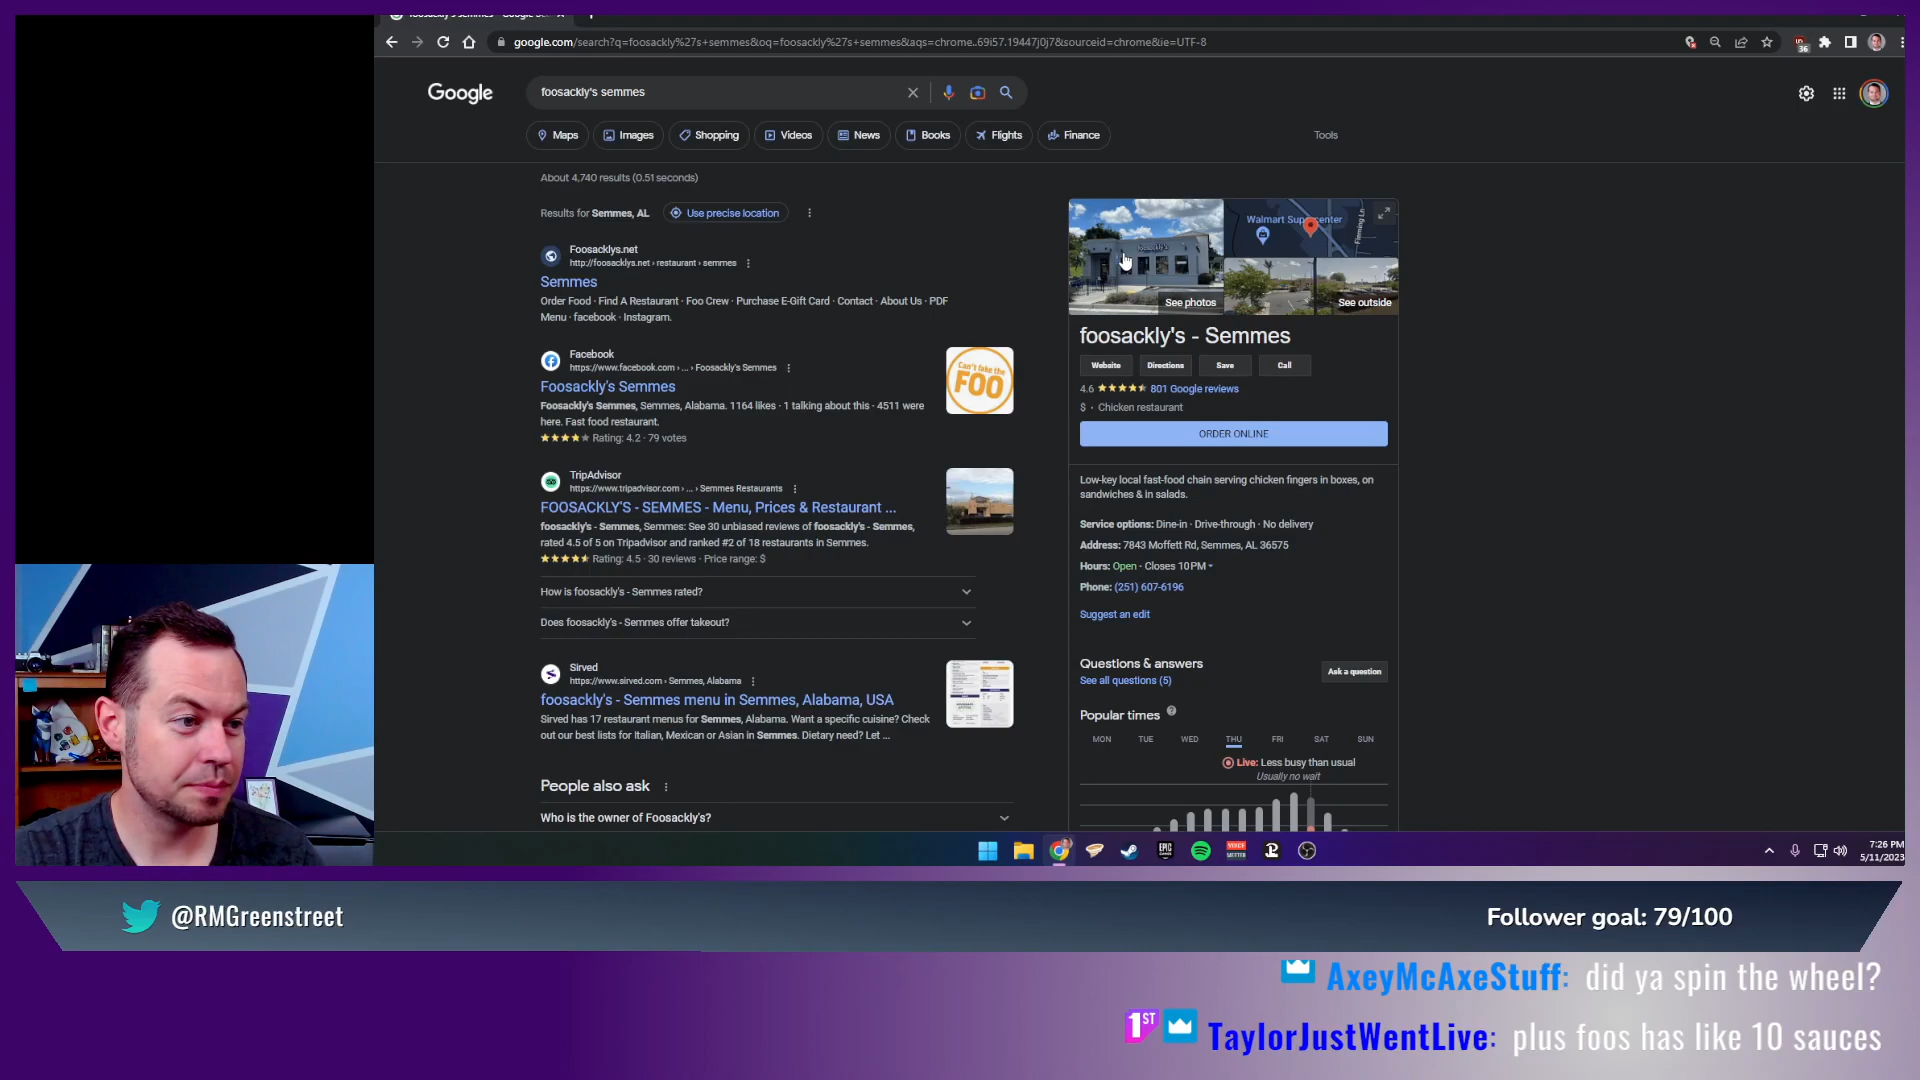 google.com/search?q=foosackly%27s+semmes&oq=foosackly%27s+semmes&aqs=chrome..69i57.19447j0j7&sourceid=chrome&ie=UTF-8
36
Google
foosackly's semmes
Maps
Images
Shopping
Videos
News
Books
Flights
Finance
Tools
About 4,740 results (0.51 seconds)
Results for Semmes, AL
Use precise location
Foosacklys.net
http://foosacklys.net › restaurant › semmes
Semmes
Order Food · Find A Restaurant · Foo Crew · Purchase E-Gift Card · Contact · About Us · PDF
Menu · facebook · Instagram.
Facebook
https://www.facebook.com › ... › Foosackly's Semmes
Foosackly's Semmes
Foosackly's Semmes, Semmes, Alabama. 1164 likes · 1 talking about this · 4511 were
here. Fast food restaurant.
Rating: 4.2 · 79 votes
Can't fake the
FOO
TripAdvisor
https://www.tripadvisor.com › ... › Semmes Restaurants
FOOSACKLY'S - SEMMES - Menu, Prices & Restaurant ...
foosackly's - Semmes, Semmes: See 30 unbiased reviews of foosackly's - Semmes,
rated 4.5 of 5 on Tripadvisor and ranked #2 of 18 restaurants in Semmes.
Rating: 4.5 · 30 reviews · Price range: $
How is foosackly's - Semmes rated?
Does foosackly's - Semmes offer takeout?
Sirved
https://www.sirved.com › Semmes, Alabama
foosackly's - Semmes menu in Semmes, Alabama, USA
Sirved has 17 restaurant menus for Semmes, Alabama. Want a specific cuisine? Check
out our best lists for Italian, Mexican or Asian in Semmes. Dietary need? Let ...
People also ask
Who is the owner of Foosackly's?
Walmart Supercenter
Flerning Ln
See photos
See outside
foosackly's - Semmes
Website
Directions
Save
Call
4.6
801 Google reviews
$ · Chicken restaurant
ORDER ONLINE
Low-key local fast-food chain serving chicken fingers in boxes, on
sandwiches & in salads.
Service options: Dine-in · Drive-through · No delivery
Address: 7843 Moffett Rd, Semmes, AL 36575
Hours: Open · Closes 10PM
Phone: (251) 607-6196
Suggest an edit
Questions & answers
See all questions (5)
Ask a question
Popular times
MON
TUE
WED
THU
FRI
SAT
SUN
Live: Less busy than usual
Usually no wait
EPIC
7:26 PM
5/11/2023
@RMGreenstreet
Follower goal: 79/100
AxeyMcAxeStuff: did ya spin the wheel?
1ST
TaylorJustWentLive: plus foos has like 10 sauces